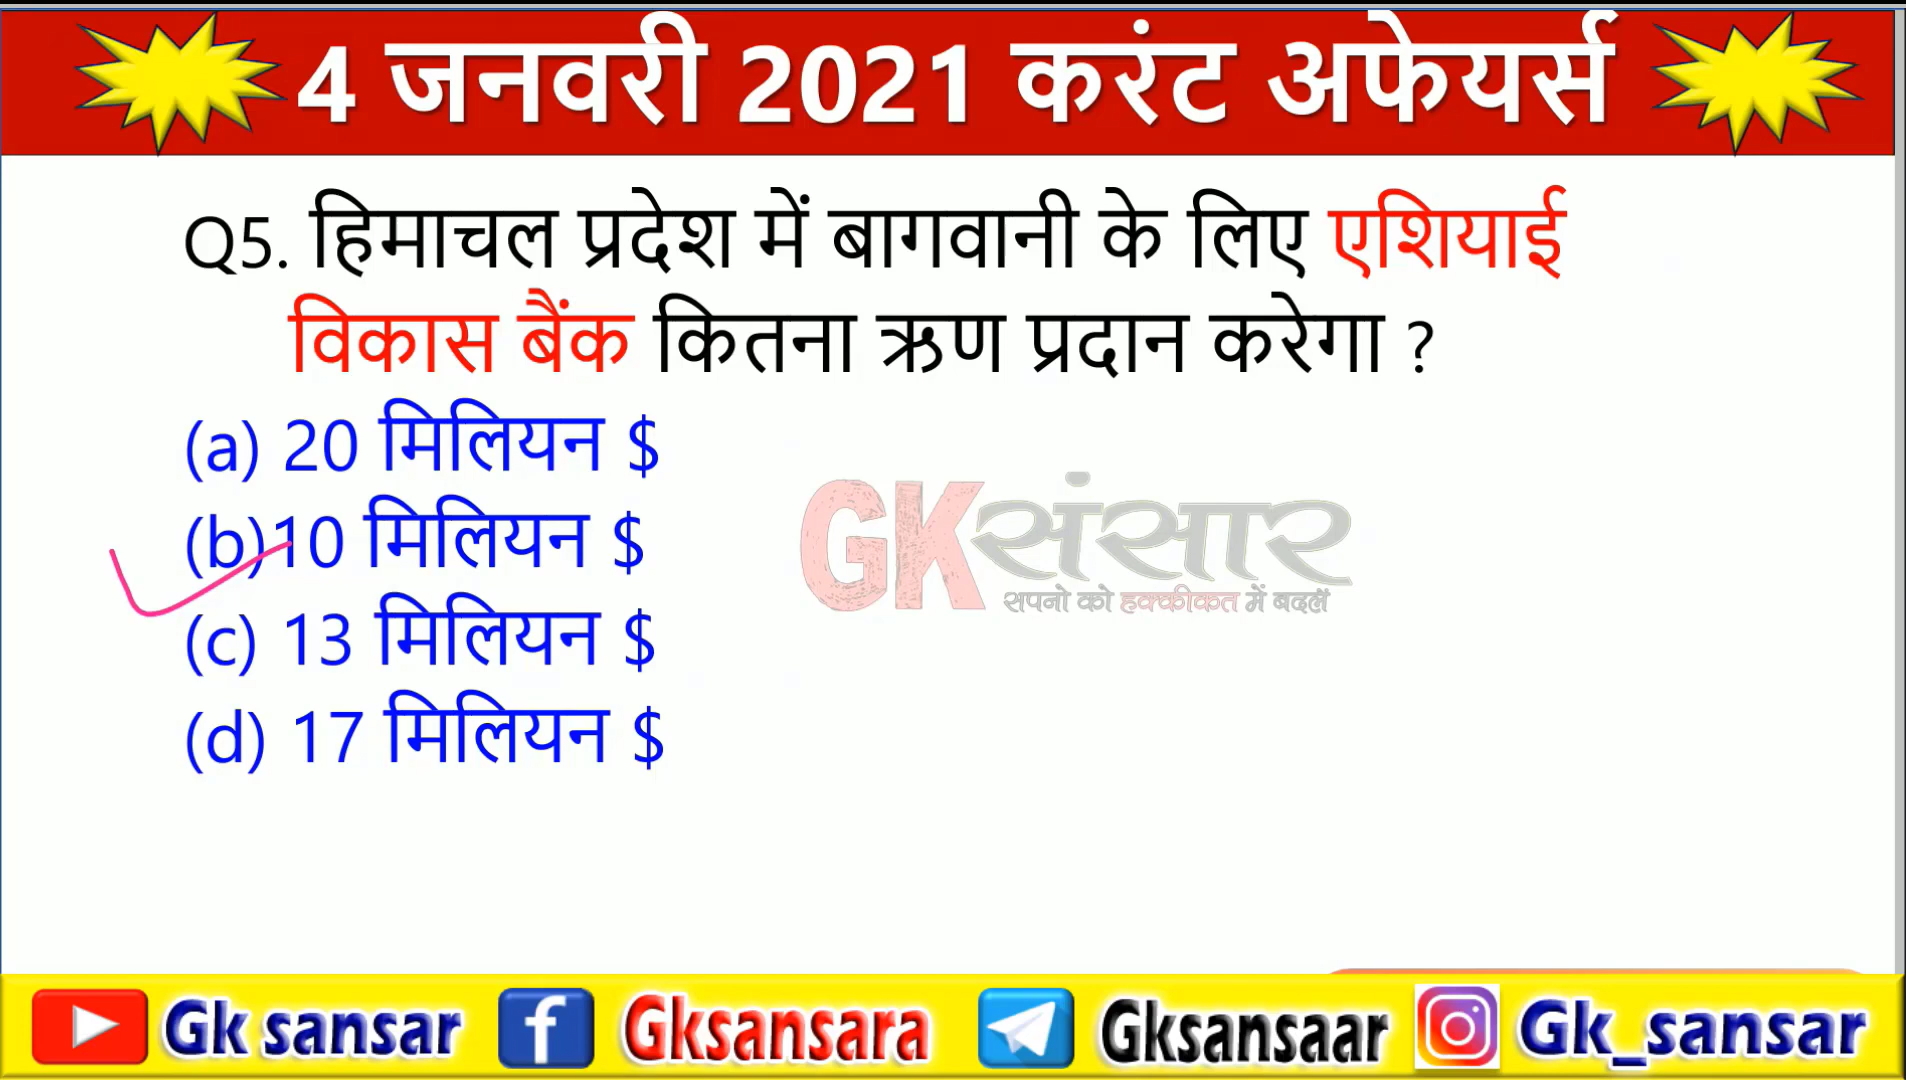 4 जनवरी 2021 करंट अफेयर्स
Q5. हिमाचल प्रदेश में बागवानी के लिए एशियाई
विकास बैंक कितना ऋण प्रदान करेगा ?
(a) 20 मिलियन $
(b)10 मिलियन $
(c) 13 मिलियन $
(d) 17 मिलियन $
GKसंसार
सपनो को हक्कीकत में बदलें
Gk sansar Gksansara Gksansaar Gk_sansar